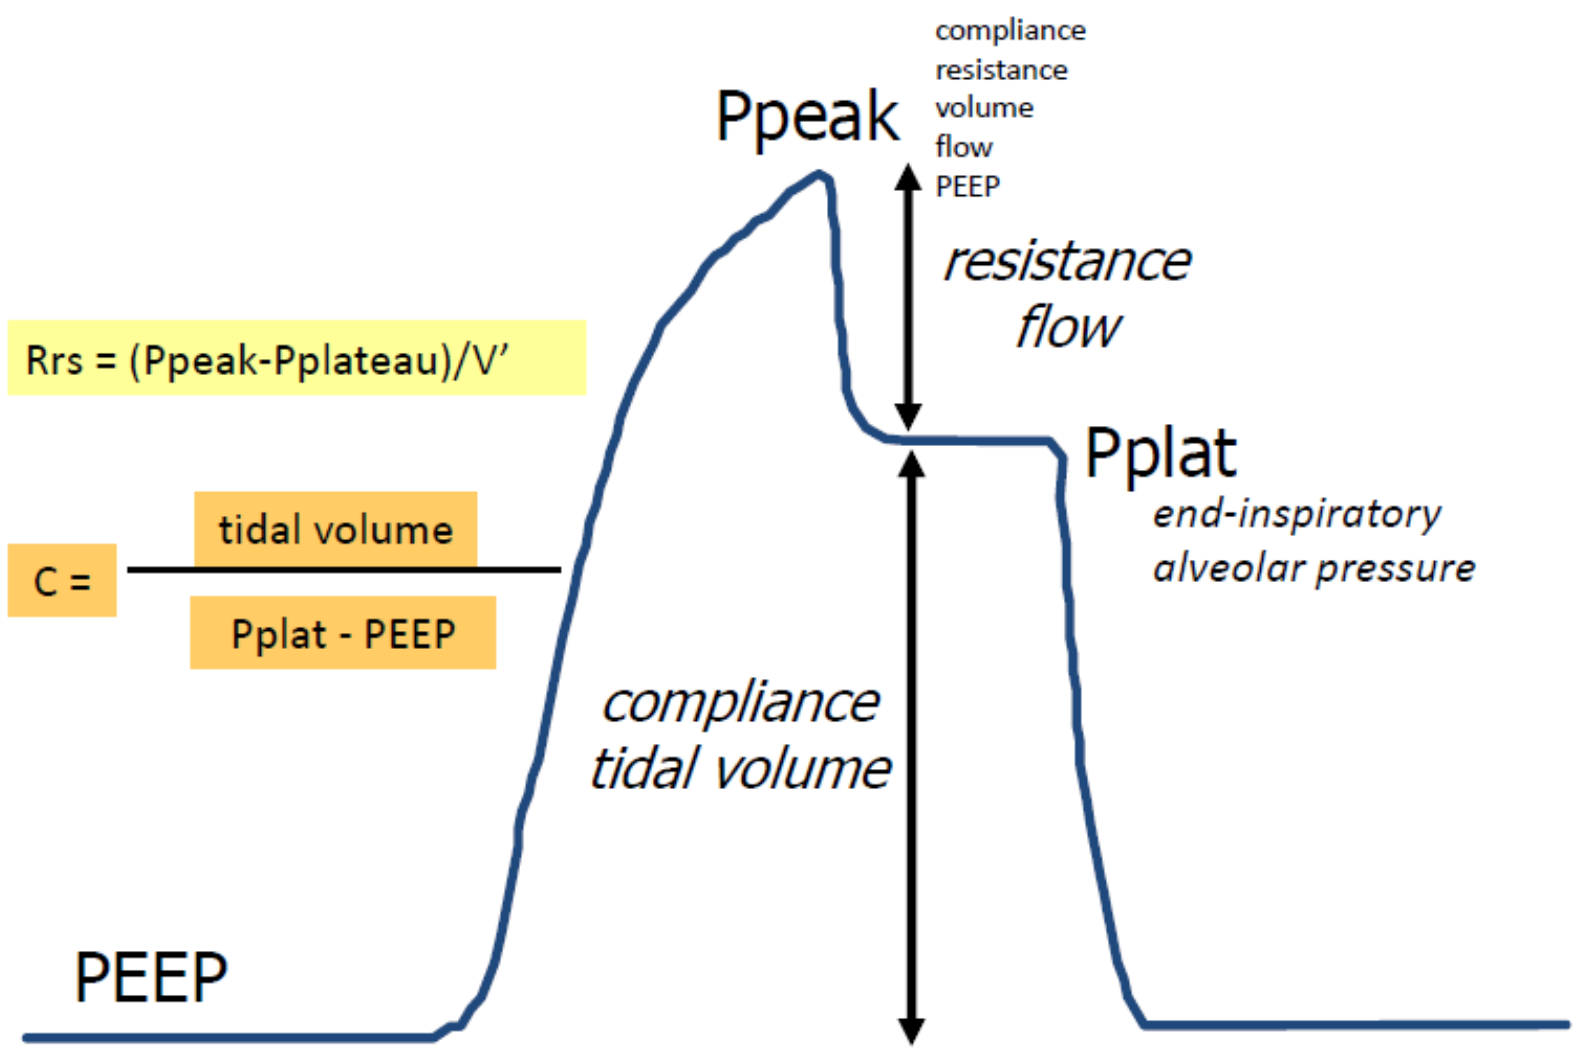 compliance
resistance
volume
flow
PEEP
Ppeak
resistance
flow
Rrs = (Ppeak-Pplateau)/V’
Pplat
end-inspiratory
alveolar pressure
tidal volume
C =
Pplat - PEEP
compliance
tidal volume
PEEP